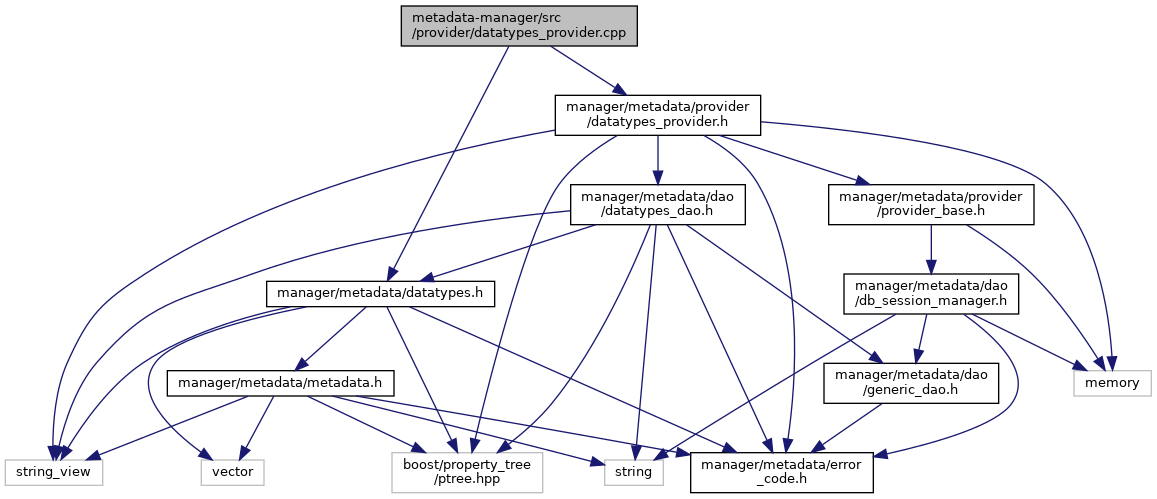 metadata-manager/src
/provider/datatypes_provider.cpp
manager/metadata/provider
/datatypes_provider.h
manager/metadata/dao
/datatypes_dao.h
manager/metadata/provider
/provider_base.h
manager/metadata/datatypes.h
manager/metadata/dao
/db_session_manager.h
manager/metadata/metadata.h
manager/metadata/dao
/generic_dao.h
memory
string_view
vector
boost/property_tree
/ptree.hpp
string
manager/metadata/error
_code.h